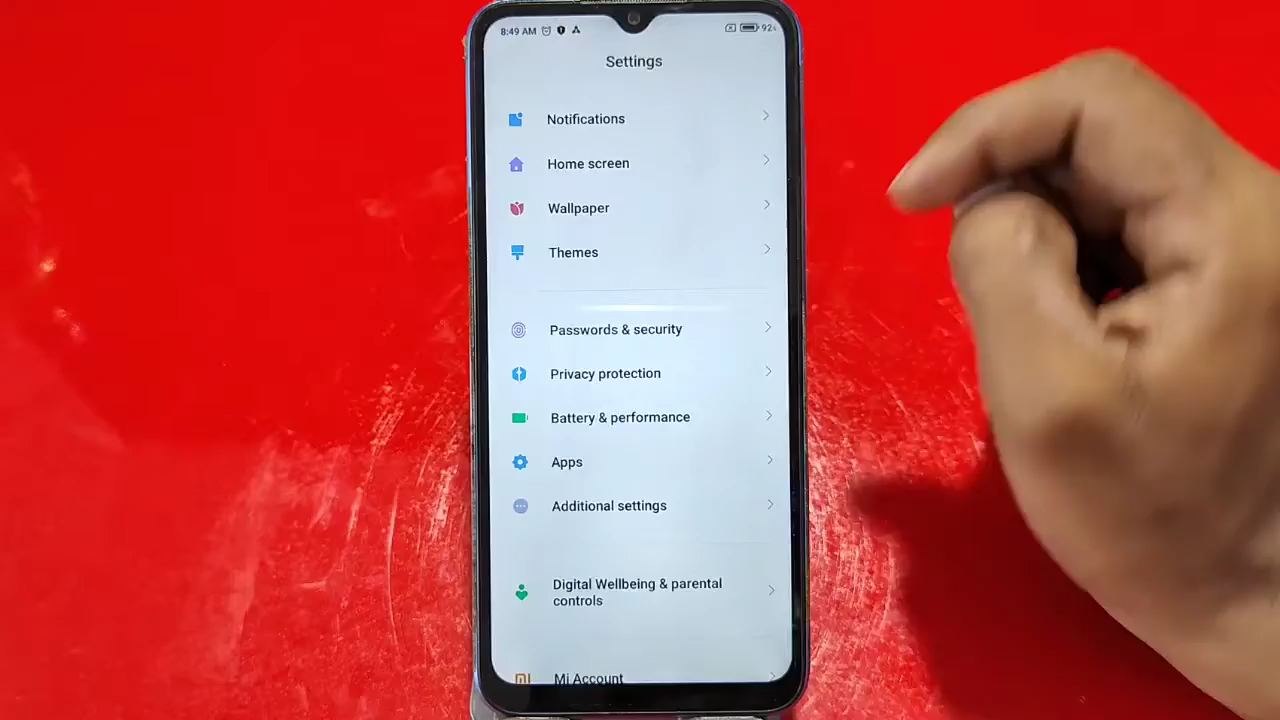 8:49 AM
92
Settings
Notifications
Home screen
Wallpaper
Themes
Passwords & security
Privacy protection
Battery & performance
Apps
Additional settings
Digital Wellbeing & parental
controls
Mi Account